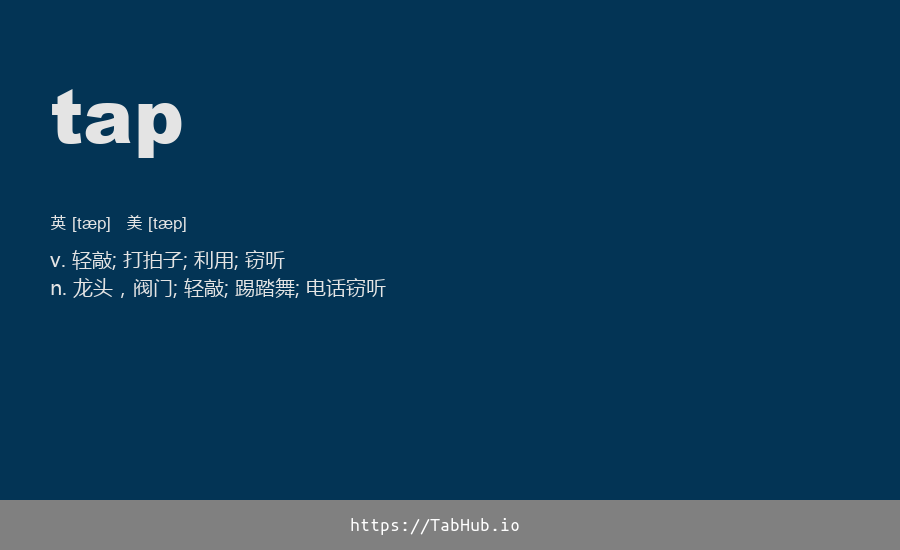 tap
英 [tæp] 美 [tæp]
v. 轻敲; 打拍子; 利用; 窃听
n. 龙头，阀门; 轻敲; 踢踏舞; 电话窃听
https://TabHub.io